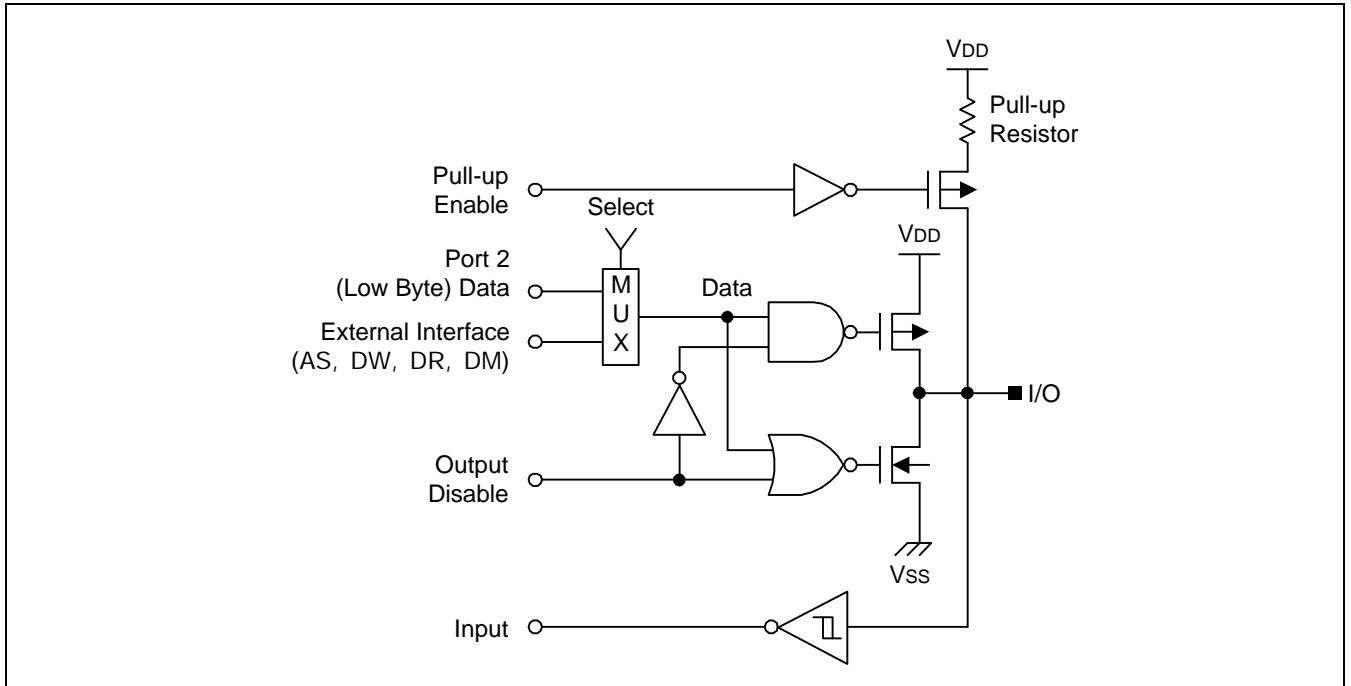 VDD
Pull-up
Resistor
Pull-up
Enable
Select
VDD
Port 2
(Low Byte) Data
M
U
X
Data
External Interface
(AS, DW, DR, DM)
I/O
Output
Disable
VSS
Input